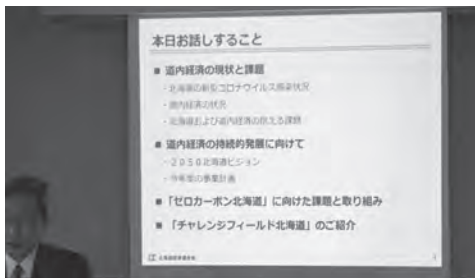 本日お話しすること
■ 道内経済の現状と課題
・北海道の新型コロナウイルス感染状況
・道内経済の状況
・北海道および道内経済の抱える課題
■ 道内経済の持続的発展に向けて
・2050北海道ビジョン
・今年度の事業計画
■ 「ゼロカーボン北海道」に向けた課題と取り組み
■ 「チャレンジフィールド北海道」のご紹介